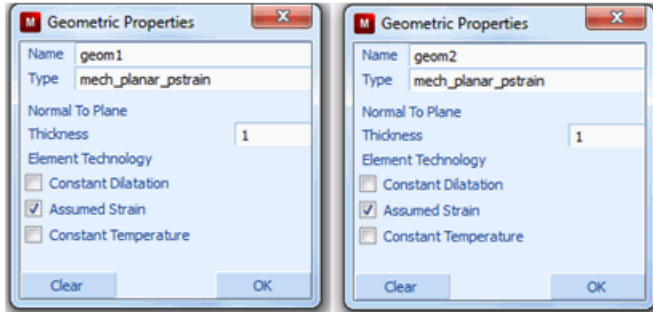 M Geometric Properties X
Name geom1
Type mech_planar_pstrain
Normal To Plane
Thickness 1
Element Technology
Constant Dilatation
Assumed Strain
Constant Temperature
Clear OK
M Geometric Properties X
Name geom2
Type mech_planar_pstrain
Normal To Plane
Thickness 1
Element Technology
Constant Dilatation
Assumed Strain
Constant Temperature
Clear OK